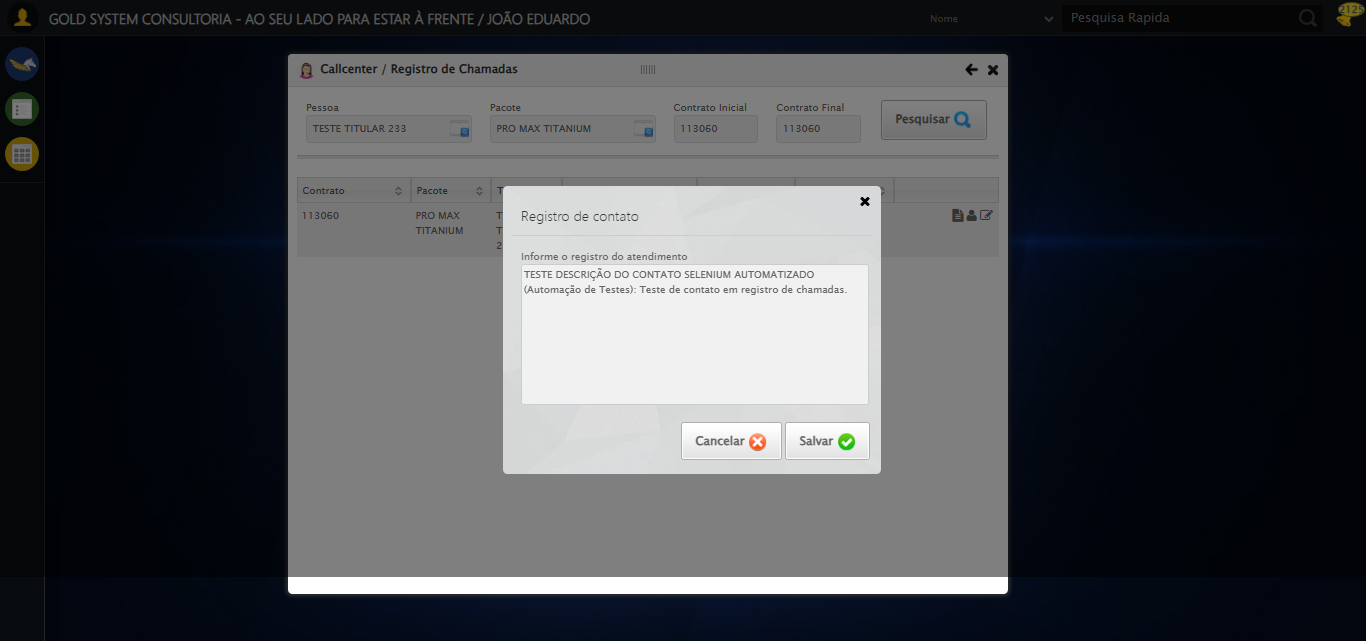 GOLD SYSTEM CONSULTORIA - AO SEU LADO PARA ESTAR À FRENTE / JOÃO EDUARDO
Nome
Pesquisa Rapida
2125
Callcenter / Registro de Chamadas
Pessoa
Pacote
Contrato Inicial
Contrato Final
TESTE TITULAR 233
PRO MAX TITANIUM
113060
113060
Pesquisar
Contrato
Pacote
T
113060
PRO MAX
TITANIUM
T
T
2
Registro de contato
Informe o registro do atendimento
TESTE DESCRIÇÃO DO CONTATO SELENIUM AUTOMATIZADO
(Automação de Testes): Teste de contato em registro de chamadas.
Cancelar
Salvar